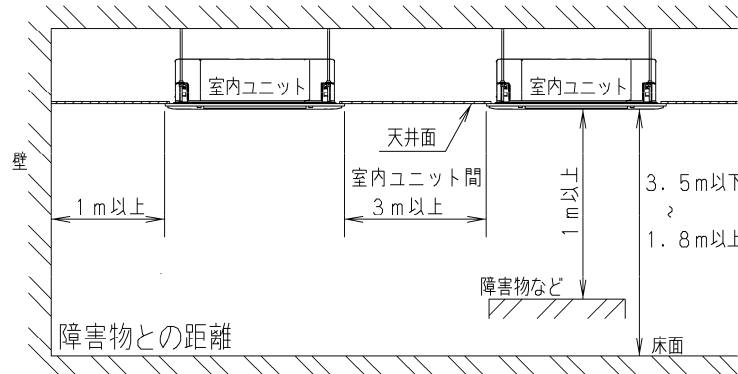 室内ユニット
室内ユニット
天井面
壁
室内ユニット間
1m以上
3m以上
1m以上
3.5m以下
~
1.8m以上
障害物など
障害物との距離
床面